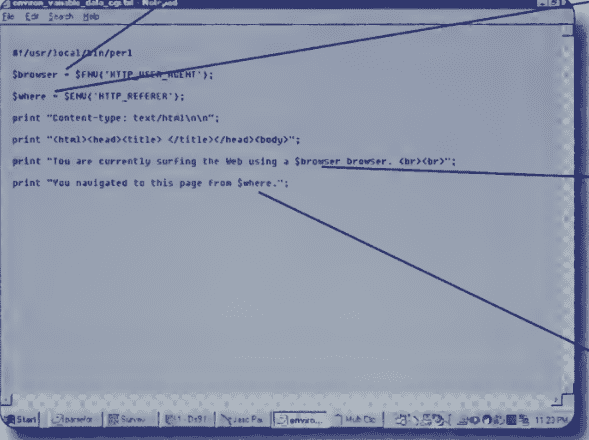 environ_variable_data_cgi.txt - Notepad
File Edit Search Help
#!/usr/local/bin/perl
$browser = $ENV{'HTTP_USER_AGENT'};
$where = $ENV{'HTTP_REFERER'};
print "Content-type: text/html\n\n";
print "<html><head><title> </title></head><body>";
print "You are currently surfing the Web using a $browser browser. <br><br>";
print "You navigated to this page from $where.";
Start environ... 11:23 PM